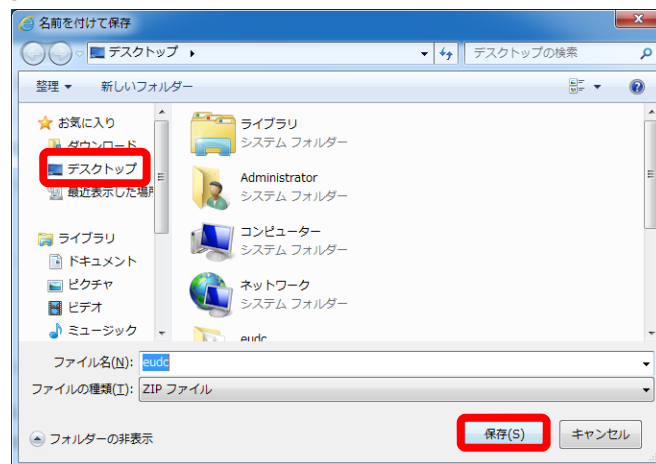 名前を付けて保存
デスクトップ
デスクトップの検索
整理
新しいフォルダー
お気に入り
ダウンロード
デスクトップ
最近表示した場所
ライブラリ
ドキュメント
ピクチャ
ビデオ
ミュージック
ライブラリ
システム フォルダー
Administrator
システム フォルダー
コンピューター
システム フォルダー
ネットワーク
システム フォルダー
eudc
ファイル名(N): eudc
ファイルの種類(T): ZIP ファイル
フォルダーの非表示
保存(S)
キャンセル